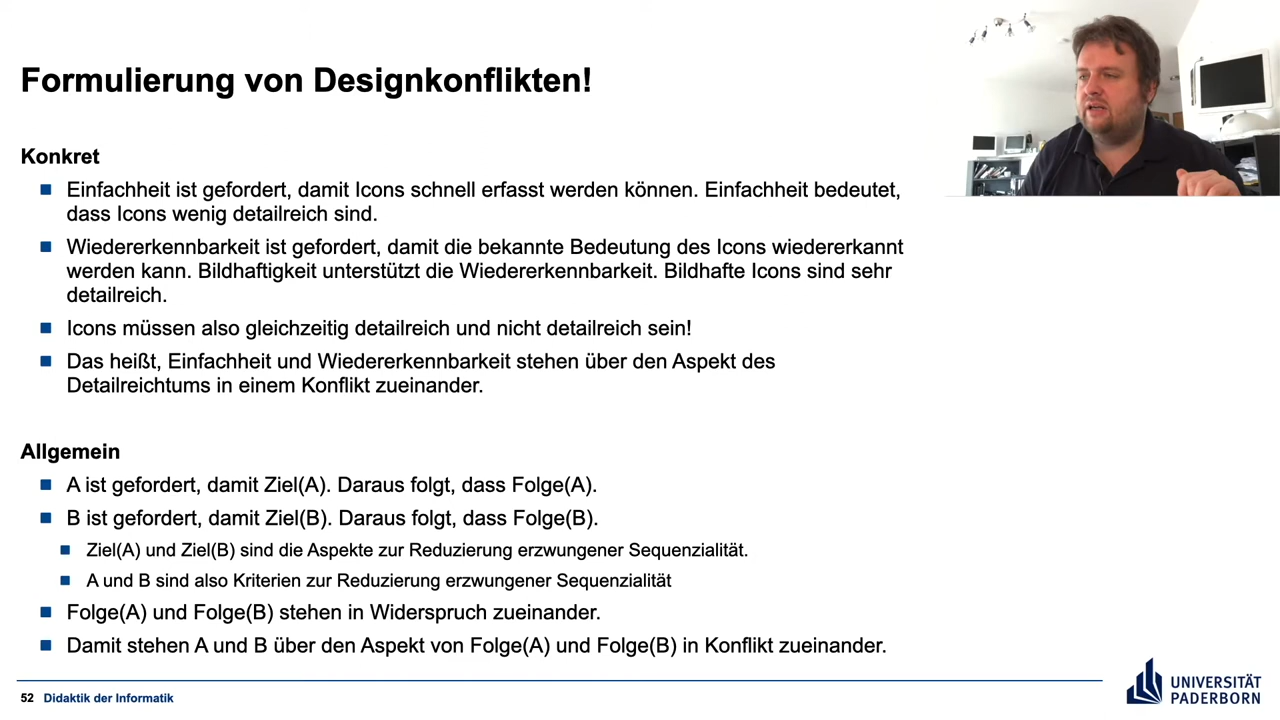 Formulierung von Designkonflikten!
Konkret
Einfachheit ist gefordert, damit Icons schnell erfasst werden können. Einfachheit bedeutet,
dass Icons wenig detailreich sind.
Wiedererkennbarkeit ist gefordert, damit die bekannte Bedeutung des Icons wiedererkannt
werden kann. Bildhaftigkeit unterstützt die Wiedererkennbarkeit. Bildhafte Icons sind sehr
detailreich.
Icons müssen also gleichzeitig detailreich und nicht detailreich sein!
Das heißt, Einfachheit und Wiedererkennbarkeit stehen über den Aspekt des
Detailreichtums in einem Konflikt zueinander.
Allgemein
A ist gefordert, damit Ziel(A). Daraus folgt, dass Folge(A).
B ist gefordert, damit Ziel(B). Daraus folgt, dass Folge(B).
Ziel(A) und Ziel(B) sind die Aspekte zur Reduzierung erzwungener Sequenzialität.
A und B sind also Kriterien zur Reduzierung erzwungener Sequenzialität
Folge(A) und Folge(B) stehen in Widerspruch zueinander.
Damit stehen A und B über den Aspekt von Folge(A) und Folge(B) in Konflikt zueinander.
52 Didaktik der Informatik
UNIVERSITÄT
PADERBORN